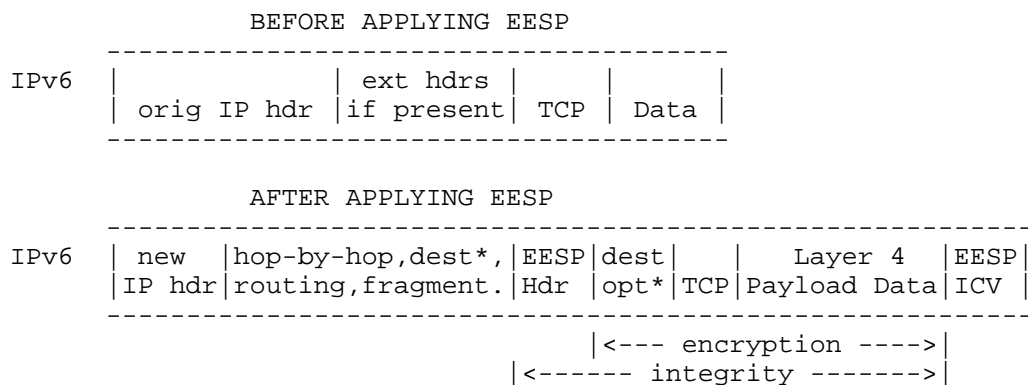 BEFORE APPLYING EESP
---------------------------------------
IPv6 | | ext hdrs | | |
| orig IP hdr |if present| TCP | Data |
---------------------------------------
AFTER APPLYING EESP
----------------------------------------------------------
IPv6 | new |hop-by-hop,dest*,|EESP|dest| | Layer 4 |EESP|
|IP hdr|routing,fragment.|Hdr |opt*|TCP|Payload Data|ICV |
----------------------------------------------------------
|<--- encryption ---->|
|<------ integrity ------->|